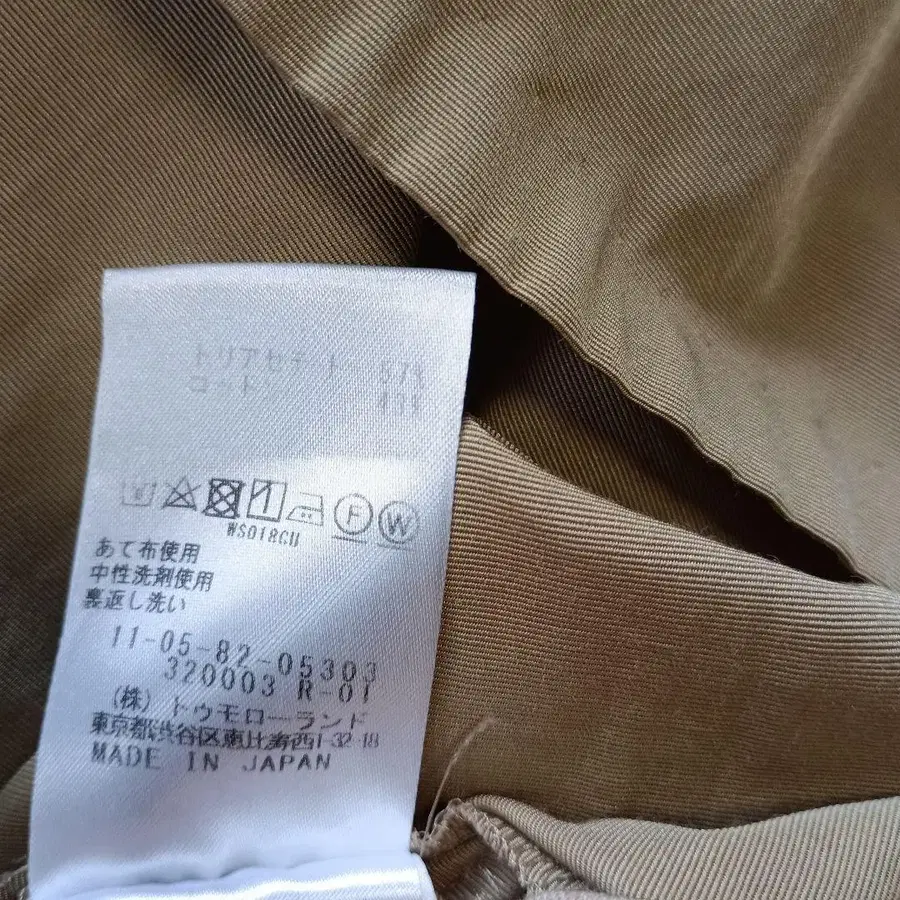 トリアセテート 57%
コットン 43%
WS018CU
あて布使用
中性洗剤使用
裏返し洗い
11-05-82-05303
320003 R-01
(株) トゥモローランド
東京都渋谷区恵比寿西1-32-18
MADE IN JAPAN